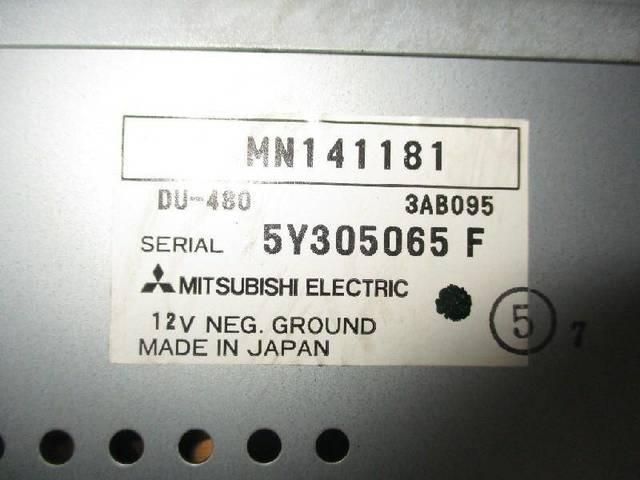 MN141181
DU-480 3AB095
SERIAL 5Y305065 F
MITSUBISHI ELECTRIC
12V NEG. GROUND
MADE IN JAPAN
5 7